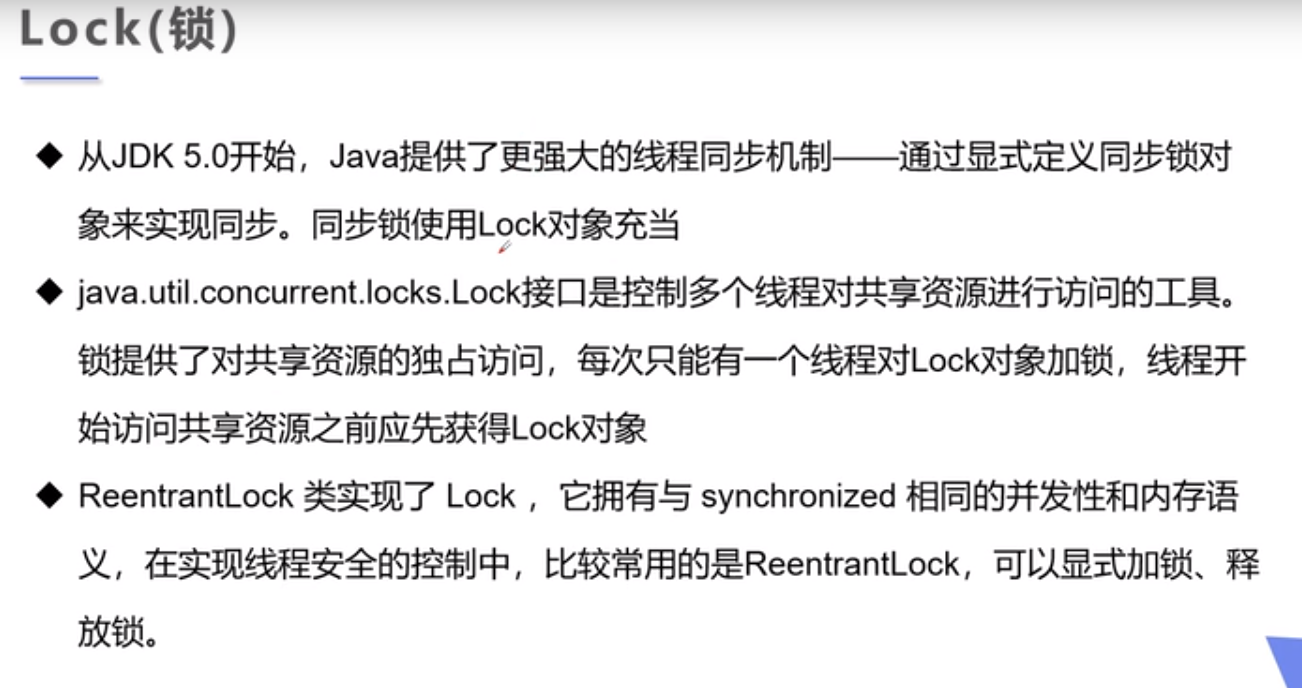 Lock(锁)
◆ 从JDK 5.0开始，Java提供了更强大的线程同步机制——通过显式定义同步锁对
象来实现同步。同步锁使用Lock对象充当
◆ java.util.concurrent.locks.Lock接口是控制多个线程对共享资源进行访问的工具。
锁提供了对共享资源的独占访问，每次只能有一个线程对Lock对象加锁，线程开
始访问共享资源之前应先获得Lock对象
◆ ReentrantLock 类实现了 Lock ，它拥有与 synchronized 相同的并发性和内存语
义，在实现线程安全的控制中，比较常用的是ReentrantLock，可以显式加锁、释
放锁。